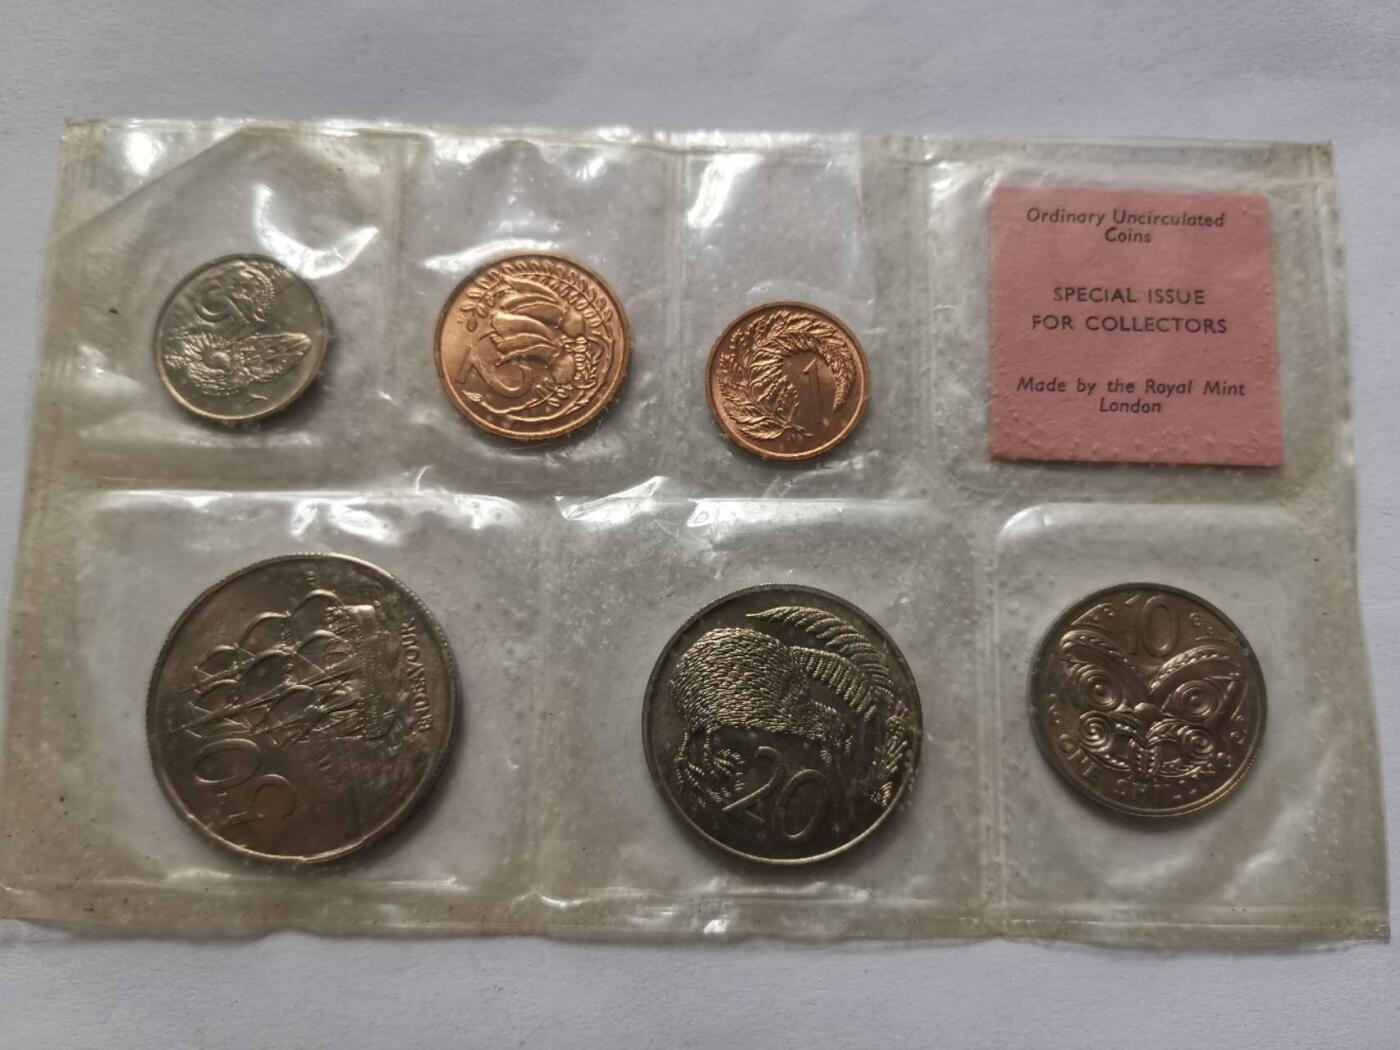 5
2
1
Ordinary Uncirculated
Coins
SPECIAL ISSUE
FOR COLLECTORS
Made by the Royal Mint
London
ENDEAVOUR
50
20
10
ONE SHILLING